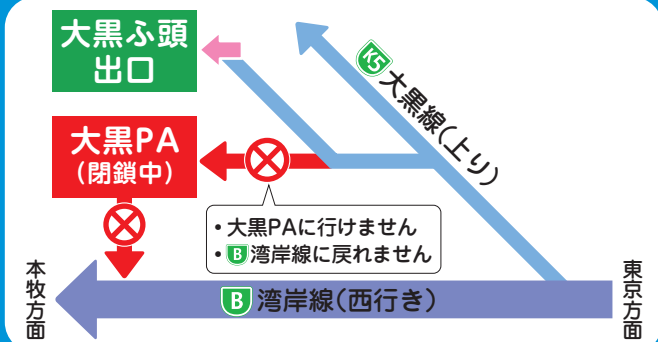 大黒ふ頭
出口
K5 大黒線(上り)
大黒PA
(閉鎖中)
・大黒PAに行けません
・B湾岸線に戻れません
本牧方面
B 湾岸線(西行き)
東京方面